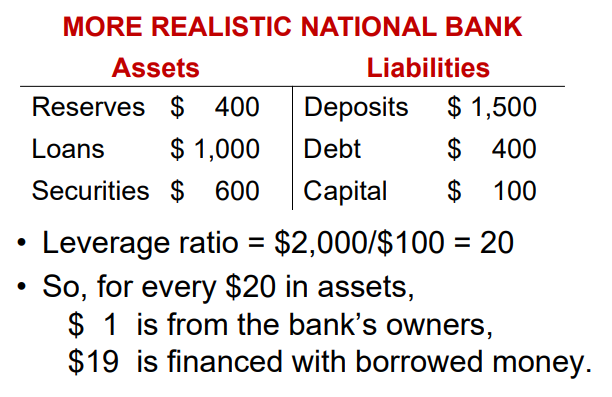 MORE REALISTIC NATIONAL BANK
Assets Liabilities
Reserves $ 400 Deposits $ 1,500
Loans $ 1,000 Debt $ 400
Securities $ 600 Capital $ 100
• Leverage ratio = $2,000/$100 = 20
• So, for every $20 in assets,
$ 1 is from the bank’s owners,
$19 is financed with borrowed money.